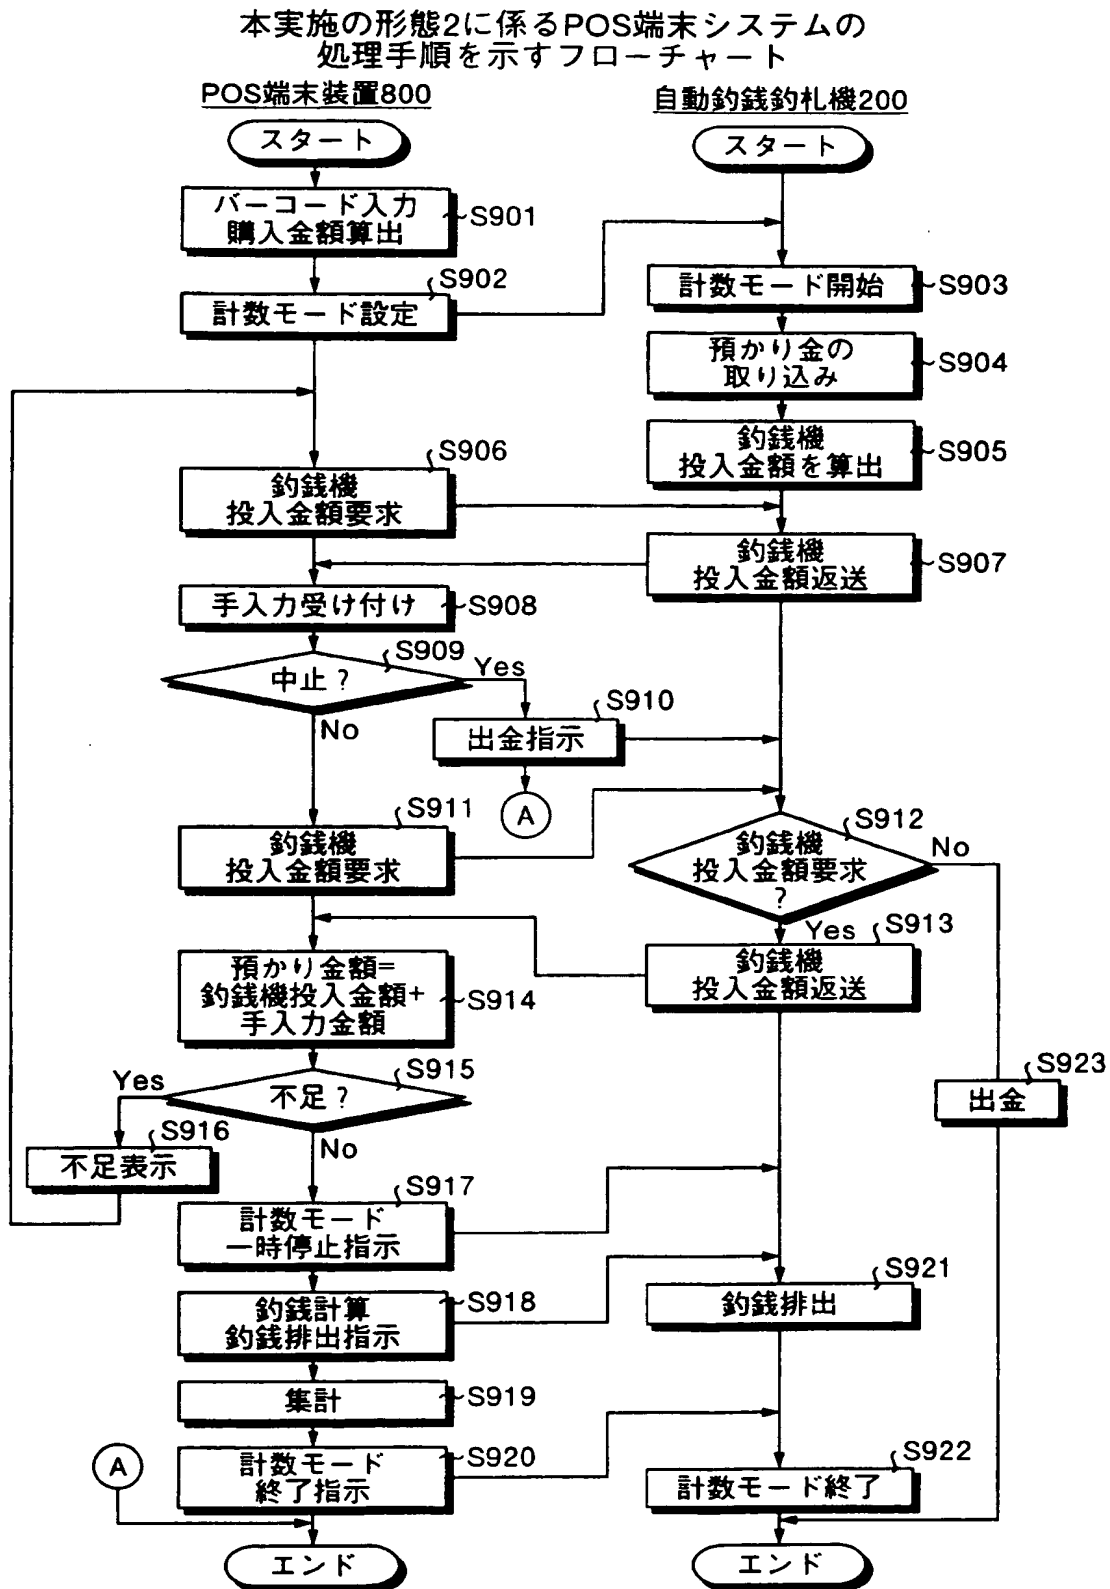 本実施の形態2に係るPOS端末システムの
処理手順を示すフローチャート
POS端末装置800
スタート
バーコード入力
購入金額算出
S901
S902
計数モード設定
S906
釣銭機
投入金額要求
手入力受け付け
S908
S909
中止?
Yes
No
S910
出金指示
A
S911
釣銭機
投入金額要求
預かり金額=
釣銭機投入金額+
手入力金額
S914
S915
不足?
Yes
No
S916
不足表示
S917
計数モード
一時停止指示
釣銭計算
釣銭排出指示
S918
集計
S919
計数モード
終了指示
S920
A
エンド
自動釣銭釣札機200
スタート
計数モード開始
S903
預かり金の
取り込み
S904
釣銭機
投入金額を算出
S905
釣銭機
投入金額返送
S907
S912
釣銭機
投入金額要求
?
No
Yes
S913
釣銭機
投入金額返送
S923
出金
S921
釣銭排出
S922
計数モード終了
エンド